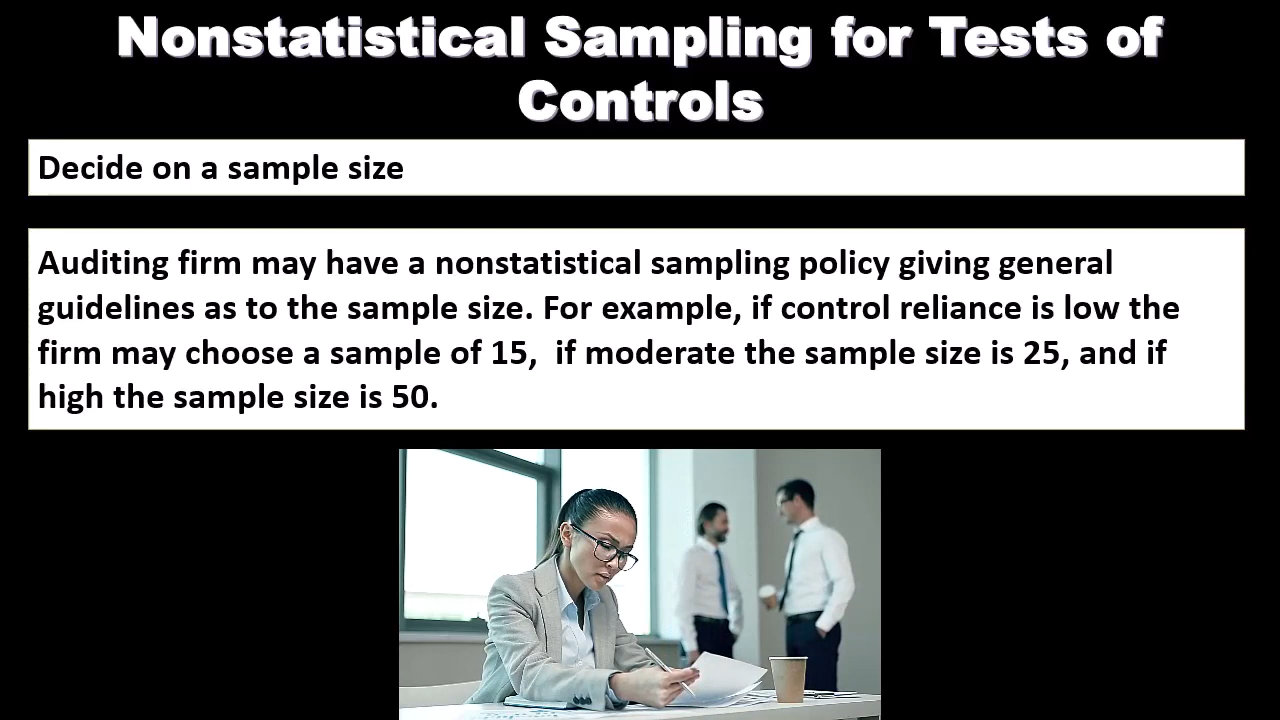 Nonstatistical Sampling for Tests of
Controls
Decide on a sample size
Auditing firm may have a nonstatistical sampling policy giving general
guidelines as to the sample size. For example, if control reliance is low the
firm may choose a sample of 15,  if moderate the sample size is 25, and if
high the sample size is 50.